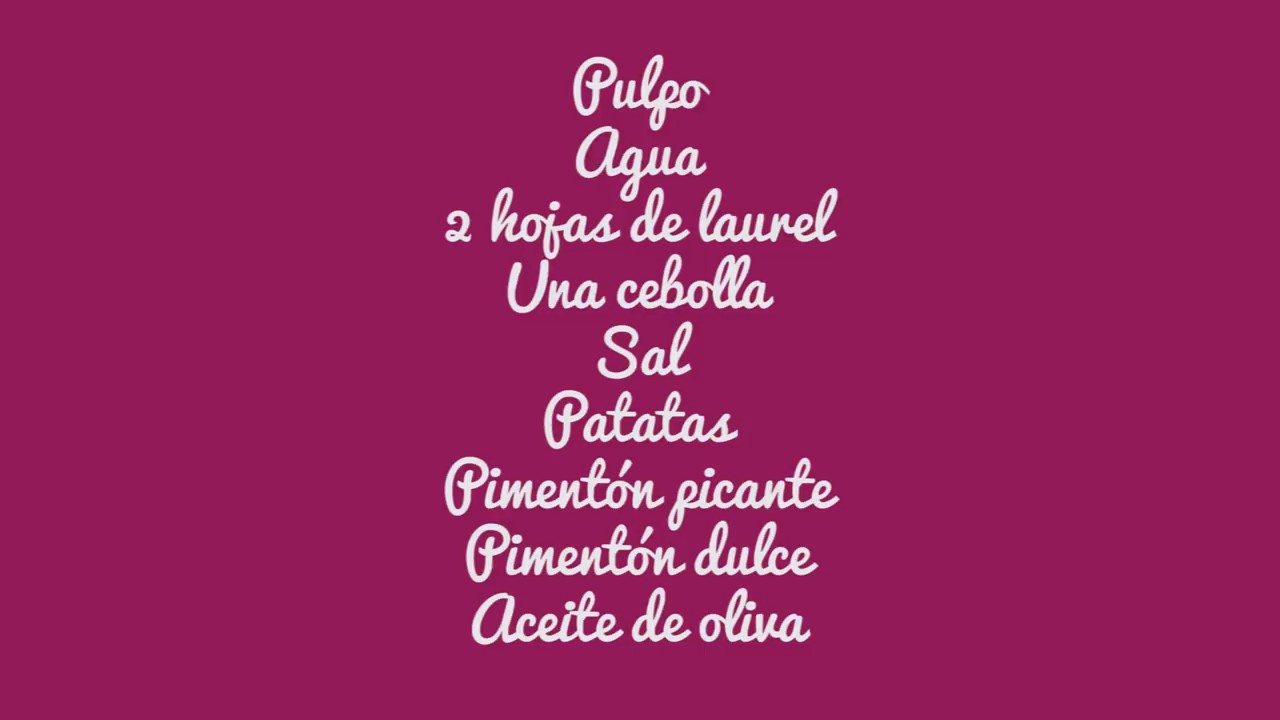 Pulpo
Agua
2 hojas de laurel
Una cebolla
Sal
Patatas
Pimentón picante
Pimentón dulce
Aceite de oliva